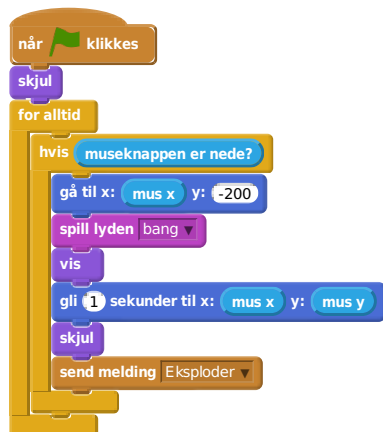 når klikkes
skjul
for alltid
hvis museknappen er nede?
gå til x: mus x y: -200
spill lyden bang
vis
gli 1 sekunder til x: mus x y: mus y
skjul
send melding Eksploder